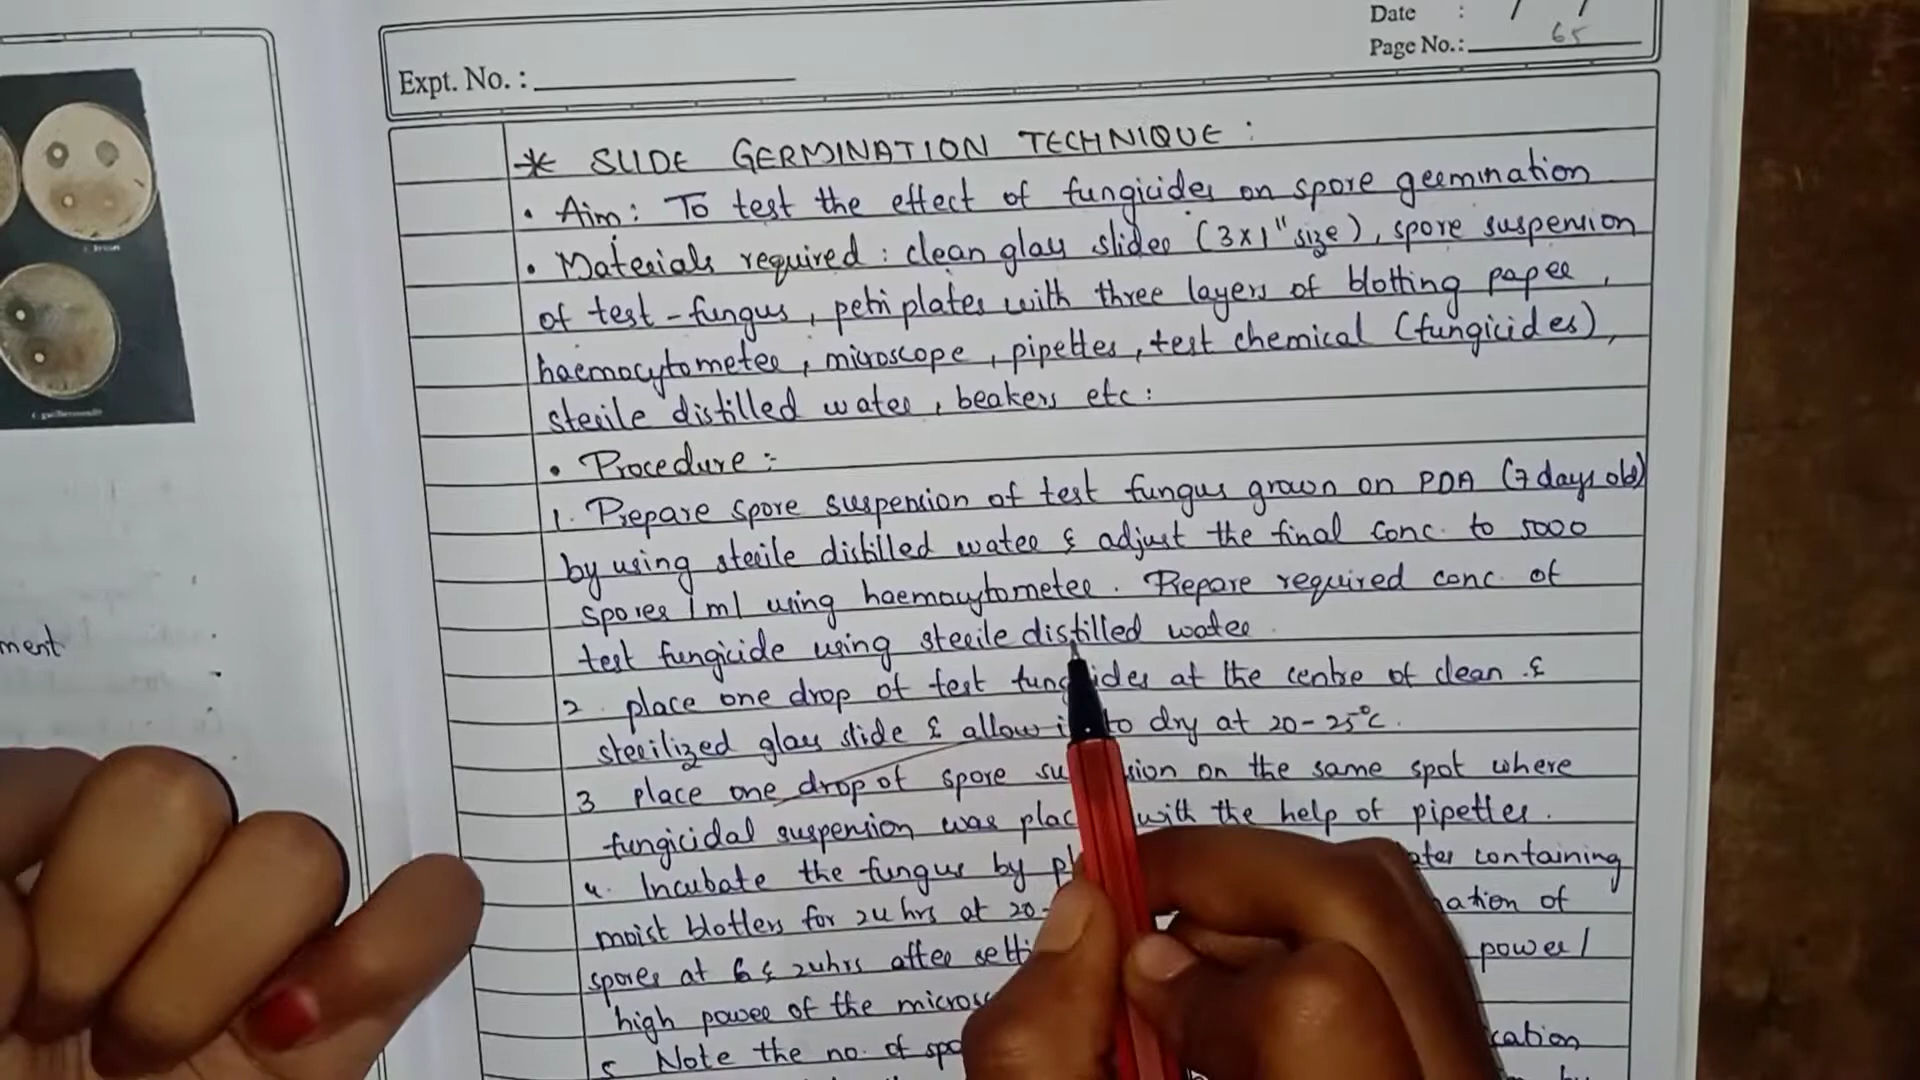 Date :
Page No.: 65
Expt. No. :
* SLIDE GERMINATION TECHNIQUE :
• Aim : To test the effect of fungicides on spore germination
• Materials required : clean glass slides (3x1" size), spore suspension
of test-fungus, petri plates with three layers of blotting paper,
haemocytometer, microscope, pipettes, test chemical (fungicides),
sterile distilled water, beakers etc :
• Procedure :-
1. Prepare spore suspension of test fungus grown on PDA (7 days old)
by using sterile distilled water & adjust the final conc. to 5000
spores / ml using haemocytometer. Prepare required conc. of
test fungicide using sterile distilled water.
2. place one drop of test fungicides at the centre of clean &
sterilized glass slide & allow to dry at 20-25°C.
3 place one drop of spore on the same spot where
fungicidal suspension was with the help of pipettes.
4. Incubate the fungus by containing
moist blotters for 24 hrs at 20- of
spores at 6 & 24hrs after power /
high power of the
5 Note the no. of
ment